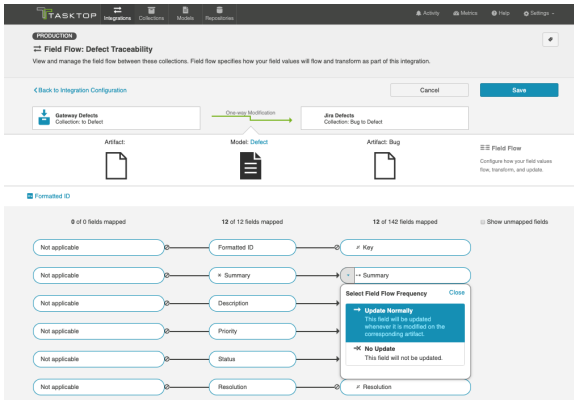 TASKTOP
Integrations
Collections
Models
Repositories
Activity
Metrics
Help
Settings
PRODUCTION
Field Flow: Defect Traceability
View and manage the field flow between these collections. Field flow specifies how your field values will flow and transform as part of this integration.
Back to Integration Configuration
Cancel
Save
Gateway Defects
Collection: to Defect
One-way Modification
Jira Defects
Collection: Bug to Defect
Artifact:
Model: Defect
Artifact: Bug
Field Flow
Configure how your field values
flow, transform, and update.
Formatted ID
0 of 0 fields mapped
12 of 12 fields mapped
12 of 142 fields mapped
Show unmapped fields
Not applicable
Formatted ID
Key
Not applicable
Summary
Summary
Select Field Flow Frequency
Close
Update Normally
This field will be updated
whenever it is modified on the
corresponding artifact.
No Update
This field will not be updated.
Not applicable
Description
Not applicable
Priority
Not applicable
Status
Not applicable
Resolution
Resolution